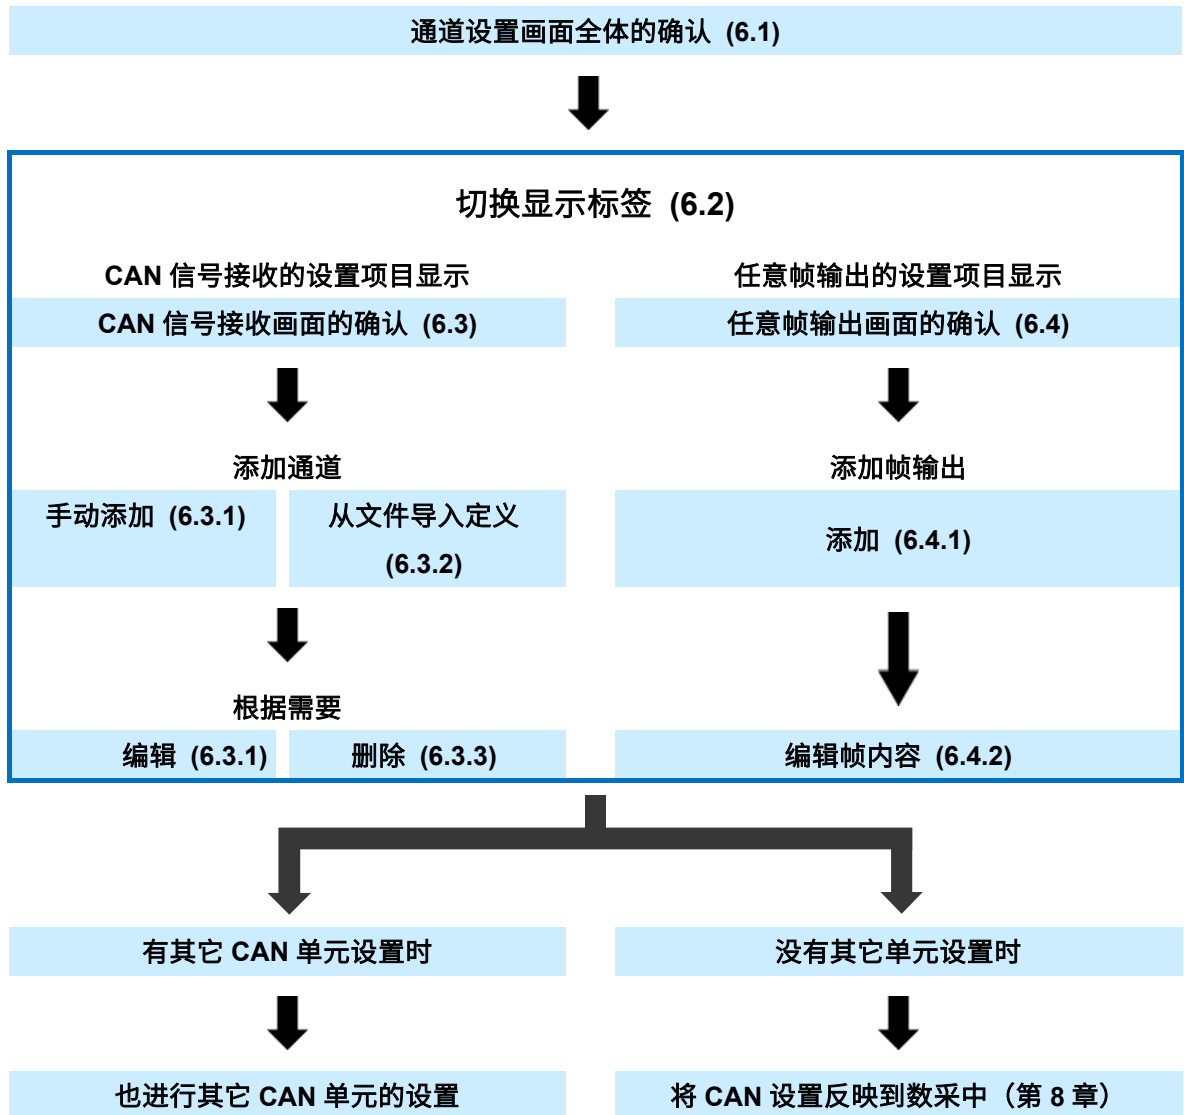 通道设置画面全体的确认 (6.1)
切换显示标签 (6.2)
CAN 信号接收的设置项目显示
CAN 信号接收画面的确认 (6.3)
添加通道
手动添加 (6.3.1)
从文件导入定义
(6.3.2)
根据需要
编辑 (6.3.1)
删除 (6.3.3)
任意帧输出的设置项目显示
任意帧输出画面的确认 (6.4)
添加帧输出
添加 (6.4.1)
编辑帧内容 (6.4.2)
有其它 CAN 单元设置时
也进行其它 CAN 单元的设置
没有其它单元设置时
将 CAN 设置反映到数采中（第 8 章）